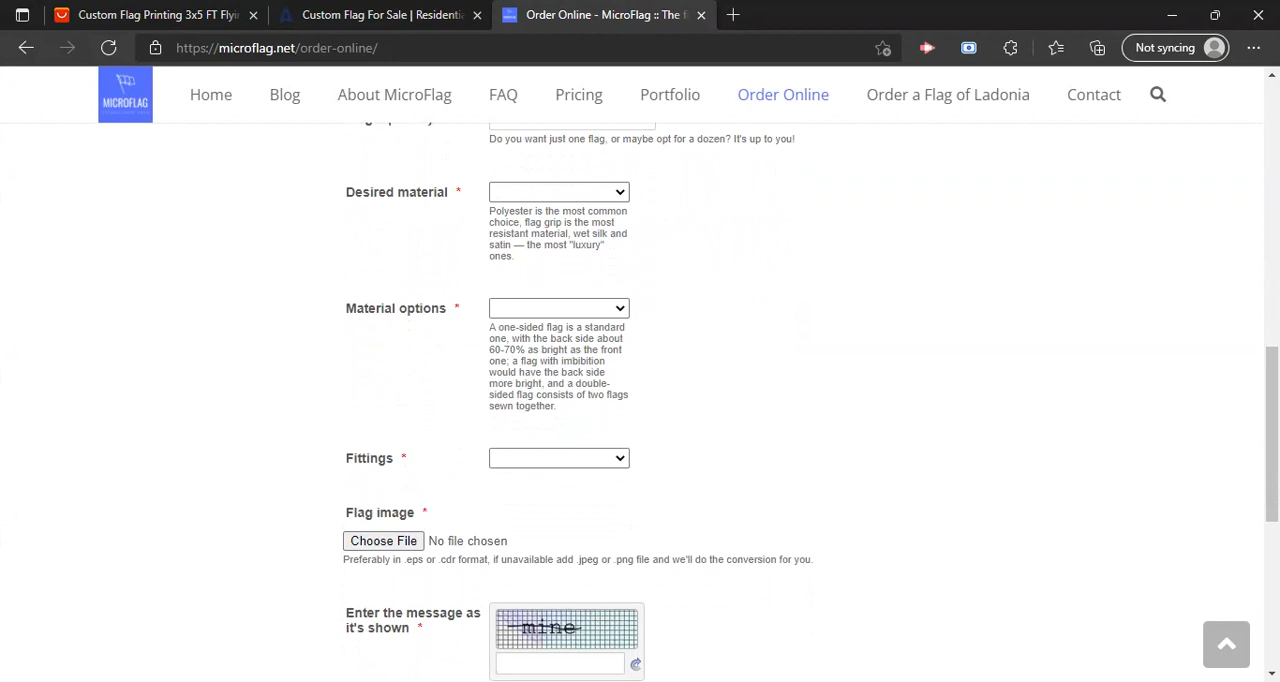 Custom Flag Printing 3x5 FT Flyi
Custom Flag For Sale | Residentia
Order Online - MicroFlag :: The f
https://microflag.net/order-online/
Not syncing
MICROFLAG
Home
Blog
About MicroFlag
FAQ
Pricing
Portfolio
Order Online
Order a Flag of Ladonia
Contact
Do you want just one flag, or maybe opt for a dozen? It's up to you!
Desired material *
Polyester is the most common
choice, flag grip is the most
resistant material, wet silk and
satin — the most "luxury"
ones.
Material options *
A one-sided flag is a standard
one, with the back side about
60-70% as bright as the front
one; a flag with imbibition
would have the back side
more bright, and a double-
sided flag consists of two flags
sewn together.
Fittings *
Flag image *
Choose File No file chosen
Preferably in .eps or .cdr format, if unavailable add .jpeg or .png file and we'll do the conversion for you.
Enter the message as
it's shown *
mine